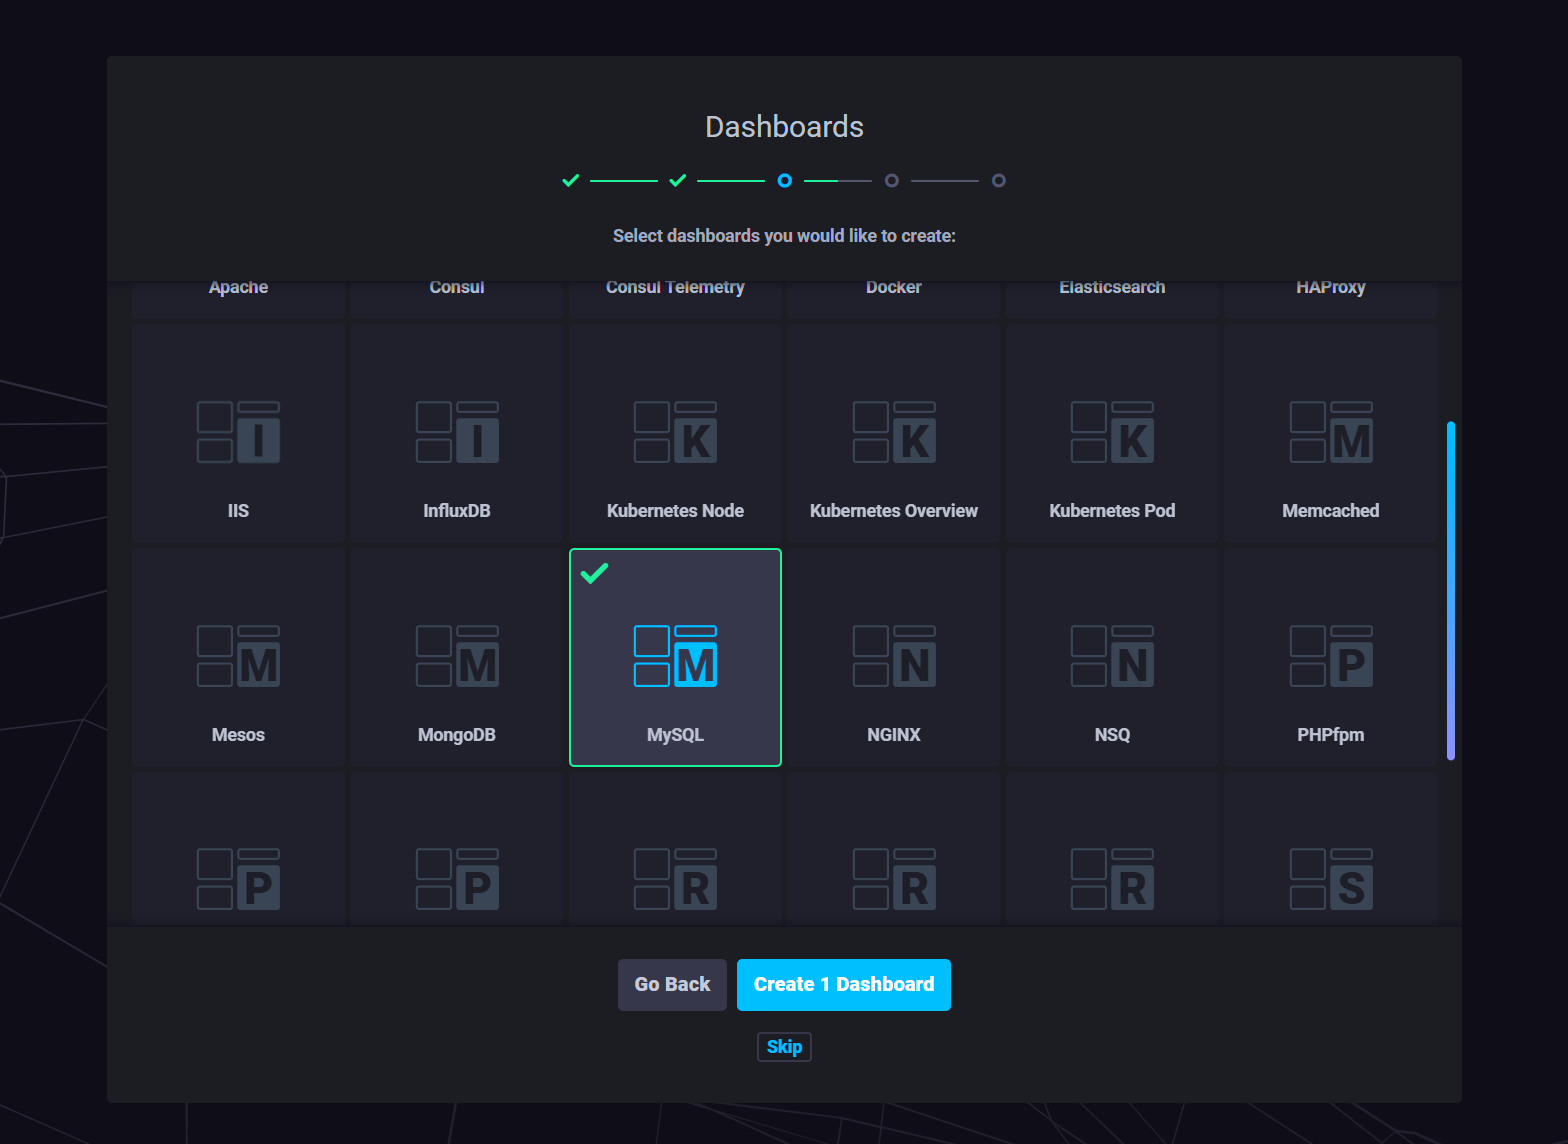 Dashboards
Select dashboards you would like to create:
Apache
Consul
Consul Telemetry
Docker
Elasticsearch
HAProxy
I
I
K
K
K
M
IIS
InfluxDB
Kubernetes Node
Kubernetes Overview
Kubernetes Pod
Memcached
M
M
M
N
N
P
Mesos
MongoDB
MySQL
NGINX
NSQ
PHPfpm
P
P
R
R
R
S
Go Back
Create 1 Dashboard
Skip